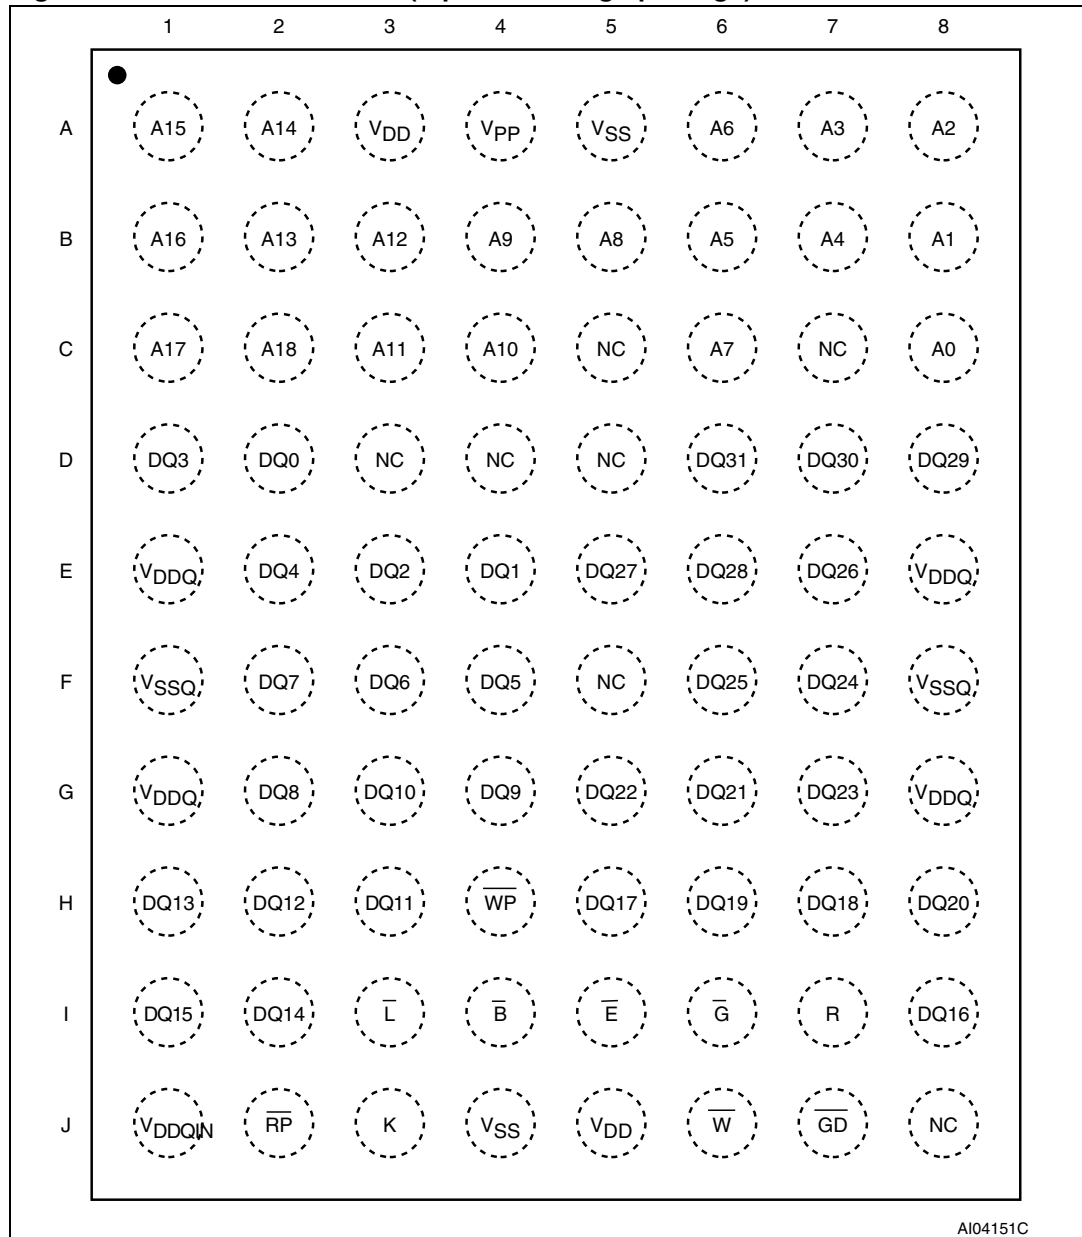 1 2 3 4 5 6 7 8
A A15 A14 VDD VPP VSS A6 A3 A2
B A16 A13 A12 A9 A8 A5 A4 A1
C A17 A18 A11 A10 NC A7 NC A0
D DQ3 DQ0 NC NC NC DQ31 DQ30 DQ29
E VDDQ DQ4 DQ2 DQ1 DQ27 DQ28 DQ26 VDDQ
F VSSQ DQ7 DQ6 DQ5 NC DQ25 DQ24 VSSQ
G VDDQ DQ8 DQ10 DQ9 DQ22 DQ21 DQ23 VDDQ
H DQ13 DQ12 DQ11 W̅P̅ DQ17 DQ19 DQ18 DQ20
I DQ15 DQ14 L̅ B̅ E̅ G̅ R DQ16
J VDDQIN R̅P̅ K VSS VDD W̅ G̅D̅ NC
AI04151C